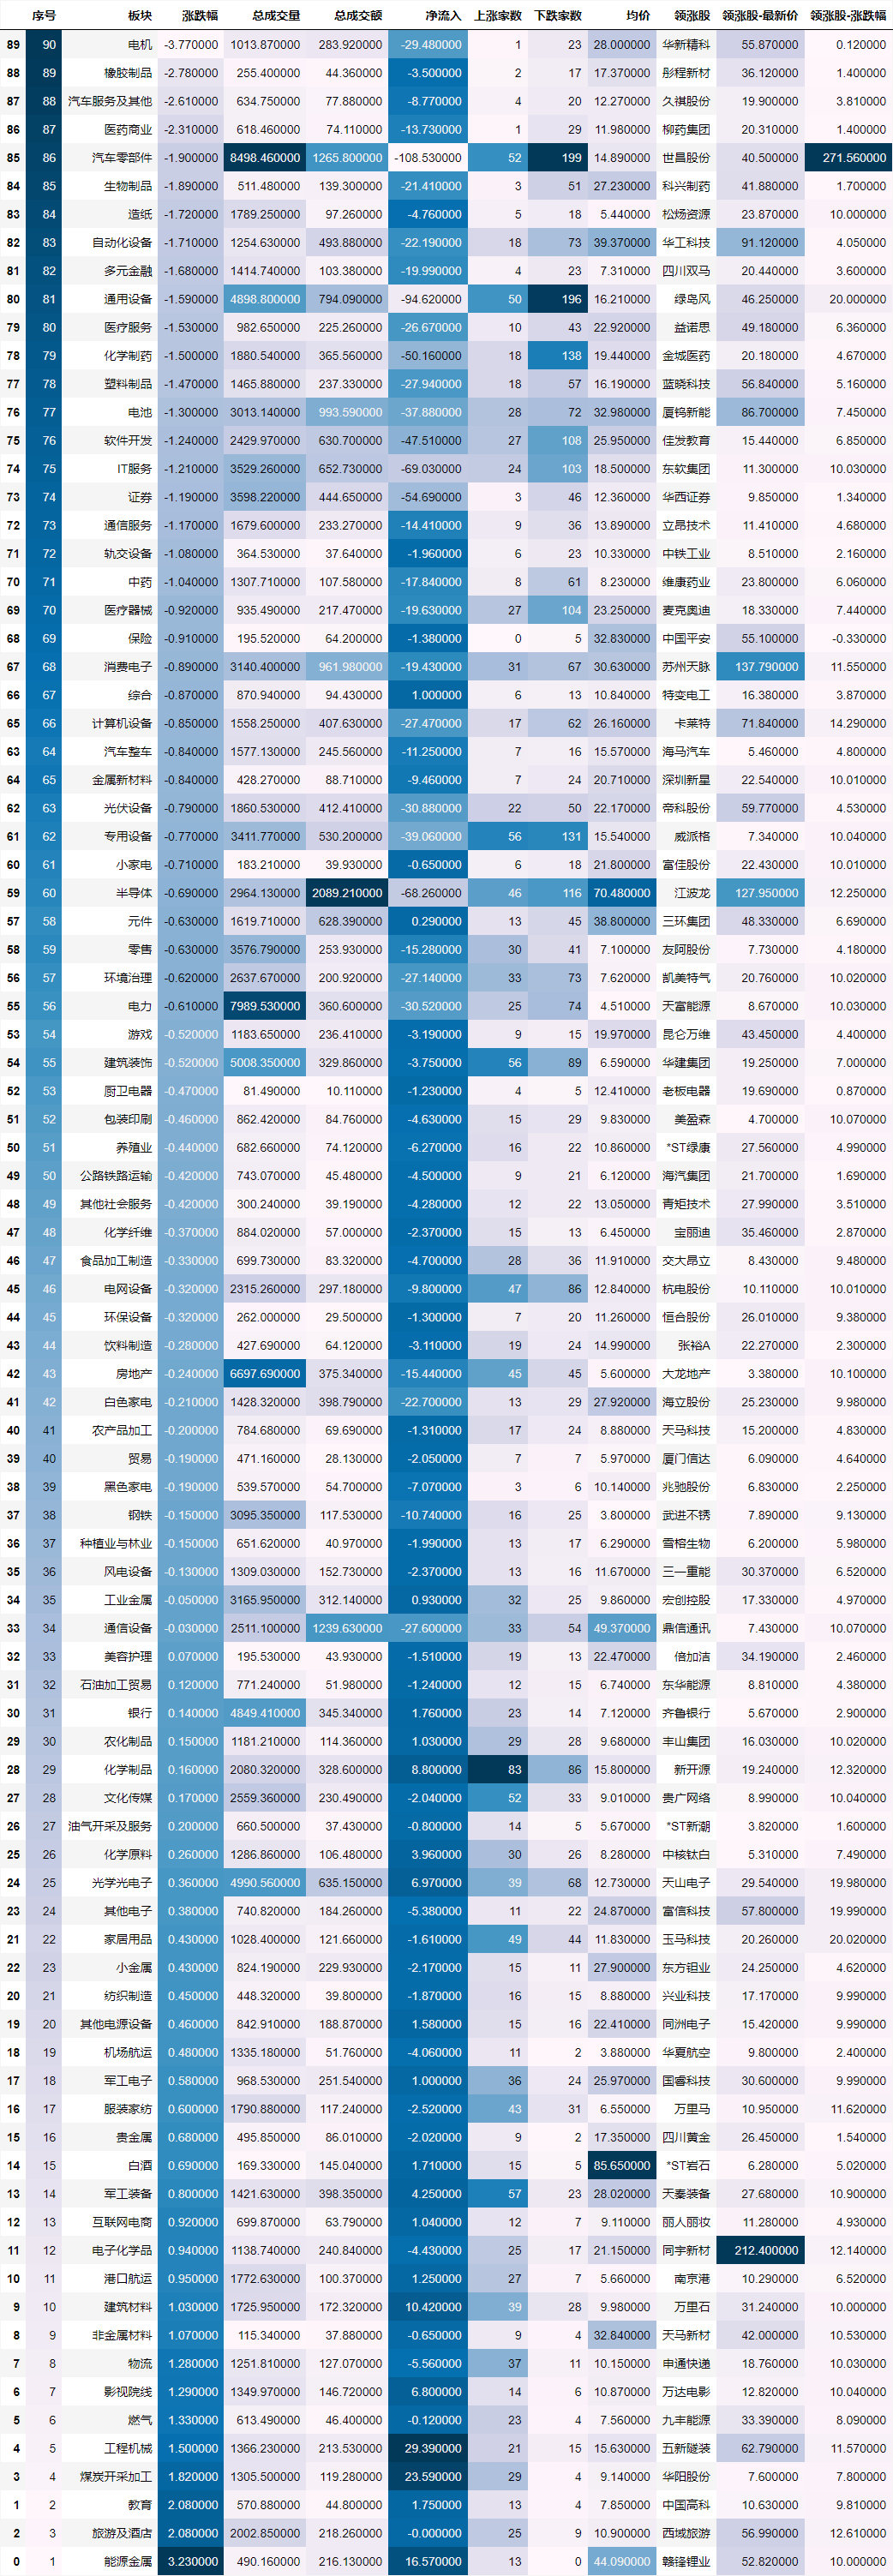 序号 板块 涨跌幅 总成交量 总成交额 净流入 上涨家数 下跌家数 均价 领涨股 领涨股-最新价 领涨股-涨跌幅
89 90 电机 -3.770000 1013.870000 283.920000 -29.480000 1 23 28.000000 华新精科 55.870000 0.120000
88 89 橡胶制品 -2.780000 255.400000 44.360000 -3.500000 2 17 17.370000 彤程新材 36.120000 1.400000
87 88 汽车服务及其他 -2.610000 634.750000 77.880000 -8.770000 4 20 12.270000 久祺股份 19.900000 3.810000
86 87 医药商业 -2.310000 618.460000 74.110000 -13.730000 1 29 11.980000 柳药集团 20.310000 1.400000
85 86 汽车零部件 -1.900000 8498.460000 1265.800000 -108.530000 52 199 14.890000 世昌股份 40.500000 271.560000
84 85 生物制品 -1.890000 511.480000 139.300000 -21.410000 3 51 27.230000 科兴制药 41.880000 1.700000
83 84 造纸 -1.720000 1789.250000 97.260000 -4.760000 5 18 5.440000 松炀资源 23.870000 10.000000
82 83 自动化设备 -1.710000 1254.630000 493.880000 -22.190000 18 73 39.370000 华工科技 91.120000 4.050000
81 82 多元金融 -1.680000 1414.740000 103.380000 -19.990000 4 23 7.310000 四川双马 20.440000 3.600000
80 81 通用设备 -1.590000 4898.800000 794.090000 -94.620000 50 196 16.210000 绿岛风 46.250000 20.000000
79 80 医疗服务 -1.530000 982.650000 225.260000 -26.670000 10 43 22.920000 益诺思 49.180000 6.360000
78 79 化学制药 -1.500000 1880.540000 365.560000 -50.160000 18 138 19.440000 金城医药 20.180000 4.670000
77 78 塑料制品 -1.470000 1465.880000 237.330000 -27.940000 18 57 16.190000 蓝晓科技 56.840000 5.160000
76 77 电池 -1.300000 3013.140000 993.590000 -37.880000 28 72 32.980000 厦钨新能 86.700000 7.450000
75 76 软件开发 -1.240000 2429.970000 630.700000 -47.510000 27 108 25.950000 佳发教育 15.440000 6.850000
74 75 IT服务 -1.210000 3529.260000 652.730000 -69.030000 24 103 18.500000 东软集团 11.300000 10.030000
73 74 证券 -1.190000 3598.220000 444.650000 -54.690000 3 46 12.360000 华西证券 9.850000 1.340000
72 73 通信服务 -1.170000 1679.600000 233.270000 -14.410000 9 36 13.890000 立昂技术 11.410000 4.680000
71 72 轨交设备 -1.080000 364.530000 37.640000 -1.960000 6 23 10.330000 中铁工业 8.510000 2.160000
70 71 中药 -1.040000 1307.710000 107.580000 -17.840000 8 61 8.230000 维康药业 23.800000 6.060000
69 70 医疗器械 -0.920000 935.490000 217.470000 -19.630000 27 104 23.250000 麦克奥迪 18.330000 7.440000
68 69 保险 -0.910000 195.520000 64.200000 -1.380000 0 5 32.830000 中国平安 55.100000 -0.330000
67 68 消费电子 -0.890000 3140.400000 961.980000 -19.430000 31 67 30.630000 苏州天脉 137.790000 11.550000
66 67 综合 -0.870000 870.940000 94.430000 1.000000 6 13 10.840000 特变电工 16.380000 3.870000
65 66 计算机设备 -0.850000 1558.250000 407.630000 -27.470000 17 62 26.160000 卡莱特 71.840000 14.290000
63 64 汽车整车 -0.840000 1577.130000 245.560000 -11.250000 7 16 15.570000 海马汽车 5.460000 4.800000
64 65 金属新材料 -0.840000 428.270000 88.710000 -9.460000 7 24 20.710000 深圳新星 22.540000 10.010000
62 63 光伏设备 -0.790000 1860.530000 412.410000 -30.880000 22 50 22.170000 帝科股份 59.770000 4.530000
61 62 专用设备 -0.770000 3411.770000 530.200000 -39.060000 56 131 15.540000 威派格 7.340000 10.040000
60 61 小家电 -0.710000 183.210000 39.930000 -0.650000 6 18 21.800000 富佳股份 22.430000 10.010000
59 60 半导体 -0.690000 2964.130000 2089.210000 -68.260000 46 116 70.480000 江波龙 127.950000 12.250000
57 58 元件 -0.630000 1619.710000 628.390000 0.290000 13 45 38.800000 三环集团 48.330000 6.690000
58 59 零售 -0.630000 3576.790000 253.930000 -15.280000 30 41 7.100000 友阿股份 7.730000 4.180000
56 57 环境治理 -0.620000 2637.670000 200.920000 -27.140000 33 73 7.620000 凯美特气 20.760000 10.020000
55 56 电力 -0.610000 7989.530000 360.600000 -30.520000 25 74 4.510000 天富能源 8.670000 10.030000
53 54 游戏 -0.520000 1183.650000 236.410000 -3.190000 9 15 19.970000 昆仑万维 43.450000 4.400000
54 55 建筑装饰 -0.520000 5008.350000 329.860000 -3.750000 56 89 6.590000 华建集团 19.250000 7.000000
52 53 厨卫电器 -0.470000 81.490000 10.110000 -1.230000 4 5 12.410000 老板电器 19.690000 0.870000
51 52 包装印刷 -0.460000 862.420000 84.760000 -4.630000 15 29 9.830000 美盈森 4.700000 10.070000
50 51 养殖业 -0.440000 682.660000 74.120000 -6.270000 16 22 10.860000 *ST绿康 27.560000 4.990000
49 50 公路铁路运输 -0.420000 743.070000 45.480000 -4.500000 9 21 6.120000 海汽集团 21.700000 1.690000
48 49 其他社会服务 -0.420000 300.240000 39.190000 -4.280000 12 22 13.050000 青矩技术 27.990000 3.510000
47 48 化学纤维 -0.370000 884.020000 57.000000 -2.370000 15 13 6.450000 宝丽迪 35.460000 2.870000
46 47 食品加工制造 -0.330000 699.730000 83.320000 -4.700000 28 36 11.910000 交大昂立 8.430000 9.480000
45 46 电网设备 -0.320000 2315.260000 297.180000 -9.800000 47 86 12.840000 杭电股份 10.110000 10.010000
44 45 环保设备 -0.320000 262.000000 29.500000 -1.300000 7 20 11.260000 恒合股份 26.010000 9.380000
43 44 饮料制造 -0.280000 427.690000 64.120000 -3.110000 19 24 14.990000 张裕A 22.270000 2.300000
42 43 房地产 -0.240000 6697.690000 375.340000 -15.440000 45 45 5.600000 大龙地产 3.380000 10.100000
41 42 白色家电 -0.210000 1428.320000 398.790000 -22.700000 13 29 27.920000 海立股份 25.230000 9.980000
40 41 农产品加工 -0.200000 784.680000 69.690000 -1.310000 17 24 8.880000 天马科技 15.200000 4.830000
39 40 贸易 -0.190000 471.160000 28.130000 -2.050000 7 7 5.970000 厦门信达 6.090000 4.640000
38 39 黑色家电 -0.190000 539.570000 54.700000 -7.070000 3 6 10.140000 兆驰股份 6.830000 2.250000
37 38 钢铁 -0.150000 3095.350000 117.530000 -10.740000 16 25 3.800000 武进不锈 7.890000 9.130000
36 37 种植业与林业 -0.150000 651.620000 40.970000 -1.990000 13 17 6.290000 雪榕生物 6.200000 5.980000
35 36 风电设备 -0.130000 1309.030000 152.730000 -2.370000 13 16 11.670000 三一重能 30.370000 6.520000
34 35 工业金属 -0.050000 3165.950000 312.140000 0.930000 32 25 9.860000 宏创控股 17.330000 4.970000
33 34 通信设备 -0.030000 2511.100000 1239.630000 -27.600000 33 54 49.370000 鼎信通讯 7.430000 10.070000
32 33 美容护理 0.070000 195.530000 43.930000 -1.510000 19 13 22.470000 倍加洁 34.190000 2.460000
31 32 石油加工贸易 0.120000 771.240000 51.980000 -1.240000 12 15 6.740000 东华能源 8.810000 4.380000
30 31 银行 0.140000 4849.410000 345.340000 1.760000 23 14 7.120000 齐鲁银行 5.670000 2.900000
29 30 农化制品 0.150000 1181.210000 114.360000 1.030000 29 28 9.680000 丰山集团 16.030000 10.020000
28 29 化学制品 0.160000 2080.320000 328.600000 8.800000 83 86 15.800000 新开源 19.240000 12.320000
27 28 文化传媒 0.170000 2559.360000 230.490000 -2.040000 52 33 9.010000 贵广网络 8.990000 10.040000
26 27 油气开采及服务 0.200000 660.500000 37.430000 -0.800000 14 5 5.670000 *ST新潮 3.820000 1.600000
25 26 化学原料 0.260000 1286.860000 106.480000 3.960000 30 26 8.280000 中核钛白 5.310000 7.490000
24 25 光学光电子 0.360000 4990.560000 635.150000 6.970000 39 68 12.730000 天山电子 29.540000 19.980000
23 24 其他电子 0.380000 740.820000 184.260000 -5.380000 11 22 24.870000 富信科技 57.800000 19.990000
21 22 家居用品 0.430000 1028.400000 121.660000 -1.610000 49 44 11.830000 玉马科技 20.260000 20.020000
22 23 小金属 0.430000 824.190000 229.930000 -2.170000 15 11 27.900000 东方钽业 24.250000 4.620000
20 21 纺织制造 0.450000 448.320000 39.800000 -1.870000 16 15 8.880000 兴业科技 17.170000 9.990000
19 20 其他电源设备 0.460000 842.910000 188.870000 1.580000 15 16 22.410000 同洲电子 15.420000 9.990000
18 19 机场航运 0.480000 1335.180000 51.760000 -4.060000 11 2 3.880000 华夏航空 9.800000 2.400000
17 18 军工电子 0.580000 968.530000 251.540000 1.000000 36 24 25.970000 国睿科技 30.600000 9.990000
16 17 服装家纺 0.600000 1790.880000 117.240000 -2.520000 43 31 6.550000 万里马 10.950000 11.620000
15 16 贵金属 0.680000 495.850000 86.010000 -2.020000 9 2 17.350000 四川黄金 26.450000 1.540000
14 15 白酒 0.690000 169.330000 145.040000 1.710000 15 5 85.650000 *ST岩石 6.280000 5.020000
13 14 军工装备 0.800000 1421.630000 398.350000 4.250000 57 23 28.020000 天秦装备 27.680000 10.900000
12 13 互联网电商 0.920000 699.870000 63.790000 1.040000 12 7 9.110000 丽人丽妆 11.280000 4.930000
11 12 电子化学品 0.940000 1138.740000 240.840000 -4.430000 25 17 21.150000 同宇新材 212.400000 12.140000
10 11 港口航运 0.950000 1772.630000 100.370000 1.250000 27 7 5.660000 南京港 10.290000 6.520000
9 10 建筑材料 1.030000 1725.950000 172.320000 10.420000 39 28 9.980000 万里石 31.240000 10.000000
8 9 非金属材料 1.070000 115.340000 37.880000 -0.650000 9 4 32.840000 天马新材 42.000000 10.530000
7 8 物流 1.280000 1251.810000 127.070000 -5.560000 37 11 10.150000 申通快递 18.760000 10.030000
6 7 影视院线 1.290000 1349.970000 146.720000 6.800000 14 6 10.870000 万达电影 12.820000 10.040000
5 6 燃气 1.330000 613.490000 46.400000 -0.120000 23 4 7.560000 九丰能源 33.390000 8.090000
4 5 工程机械 1.500000 1366.230000 213.530000 29.390000 21 15 15.630000 五新隧装 62.790000 11.570000
3 4 煤炭开采加工 1.820000 1305.500000 119.280000 23.590000 29 4 9.140000 华阳股份 7.600000 7.800000
1 2 教育 2.080000 570.880000 44.800000 1.750000 13 4 7.850000 中国高科 10.630000 9.810000
2 3 旅游及酒店 2.080000 2002.850000 218.260000 -0.000000 25 9 10.900000 西域旅游 56.990000 12.610000
0 1 能源金属 3.230000 490.160000 216.130000 16.570000 13 0 44.090000 赣锋锂业 52.820000 10.000000